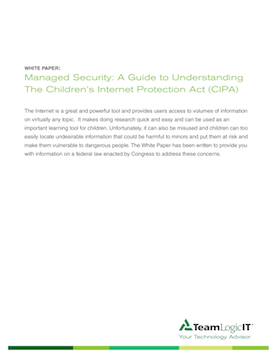 WHITE PAPER:
Managed Security: A Guide to Understanding
The Children's Internet Protection Act (CIPA)
The Internet is a great and powerful tool and provides users access to volumes of information
on virtually any topic. It makes doing research quick and easy and can be used as an
important learning tool for children. Unfortunately, it can also be misused and children can too
easily locate undesirable information that could be harmful to minors and put them at risk and
make them vulnerable to dangerous people. The White Paper has been written to provide you
with information on a federal law enacted by Congress to address these concerns.
TeamLogicIT
Your Technology Advisor